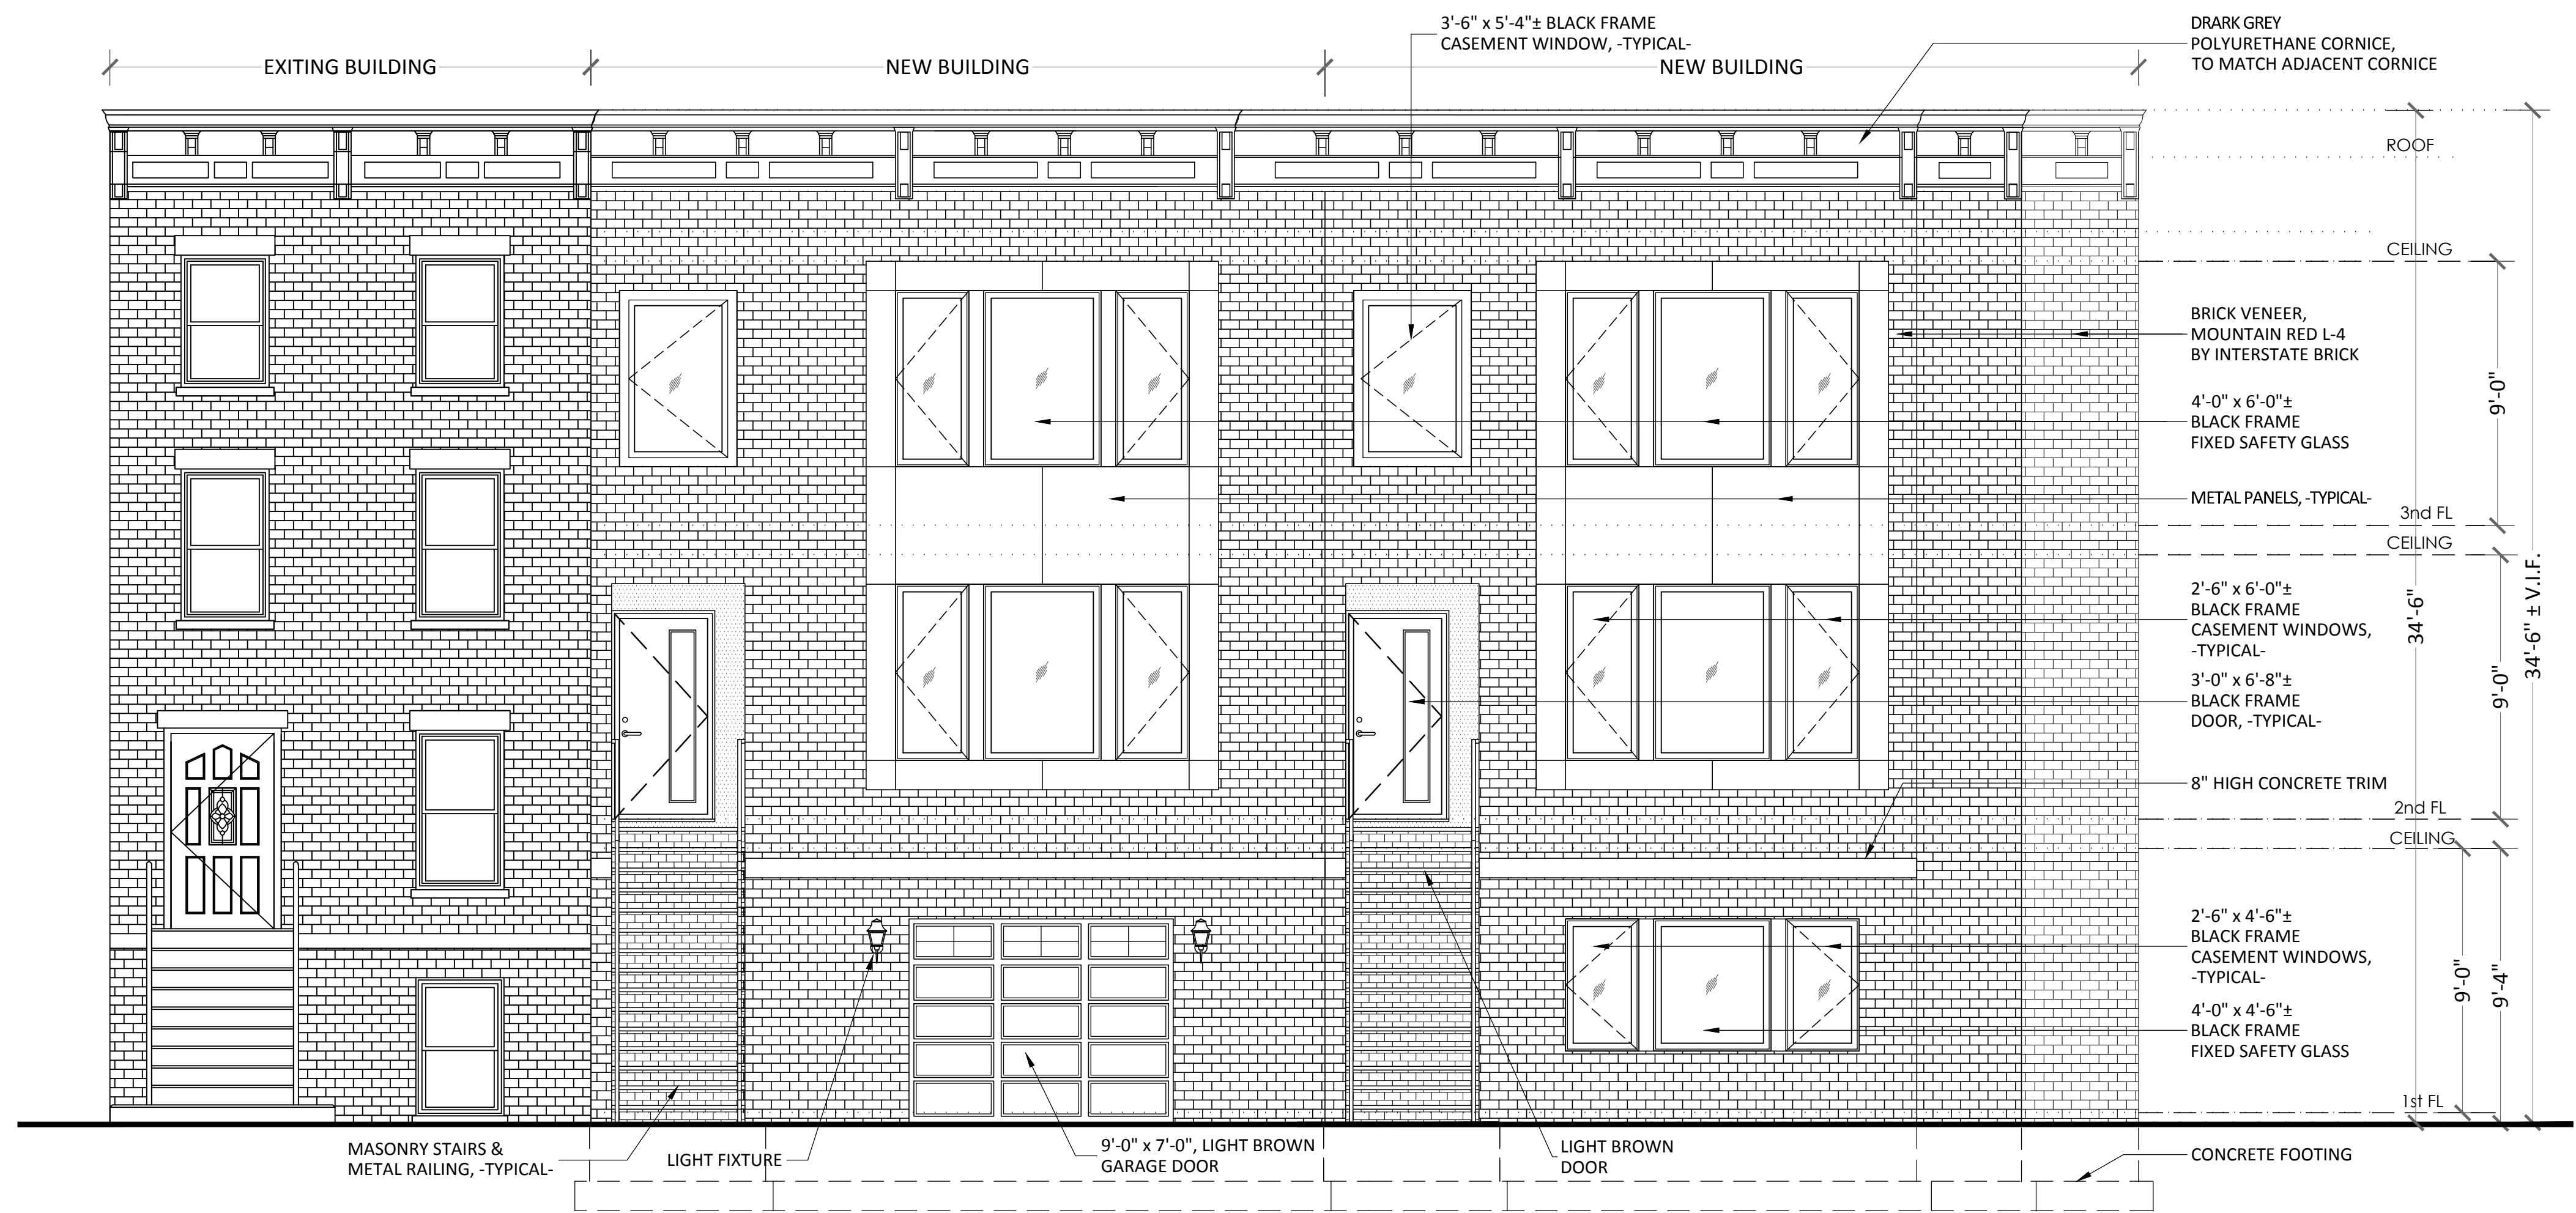 3'-6" x 5'-4"± BLACK FRAME
CASEMENT WINDOW, -TYPICAL-
DRARK GREY
POLYURETHANE CORNICE,
TO MATCH ADJACENT CORNICE
EXITING BUILDING
NEW BUILDING
NEW BUILDING
ROOF
CEILING
BRICK VENEER,
MOUNTAIN RED L-4
BY INTERSTATE BRICK
9'-0"
4'-0" x 6'-0"±
BLACK FRAME
FIXED SAFETY GLASS
METAL PANELS, -TYPICAL-
3nd FL
CEILING
2'-6" x 6'-0"±
BLACK FRAME
CASEMENT WINDOWS,
-TYPICAL-
34'-6"
9'-0"
34'-6" ± V.I.F.
3'-0" x 6'-8"±
BLACK FRAME
DOOR, -TYPICAL-
8" HIGH CONCRETE TRIM
2nd FL
CEILING
2'-6" x 4'-6"±
BLACK FRAME
CASEMENT WINDOWS,
-TYPICAL-
9'-0"
9'-4"
4'-0" x 4'-6"±
BLACK FRAME
FIXED SAFETY GLASS
1st FL
MASONRY STAIRS &
METAL RAILING, -TYPICAL-
LIGHT FIXTURE
9'-0" x 7'-0", LIGHT BROWN
GARAGE DOOR
LIGHT BROWN
DOOR
CONCRETE FOOTING